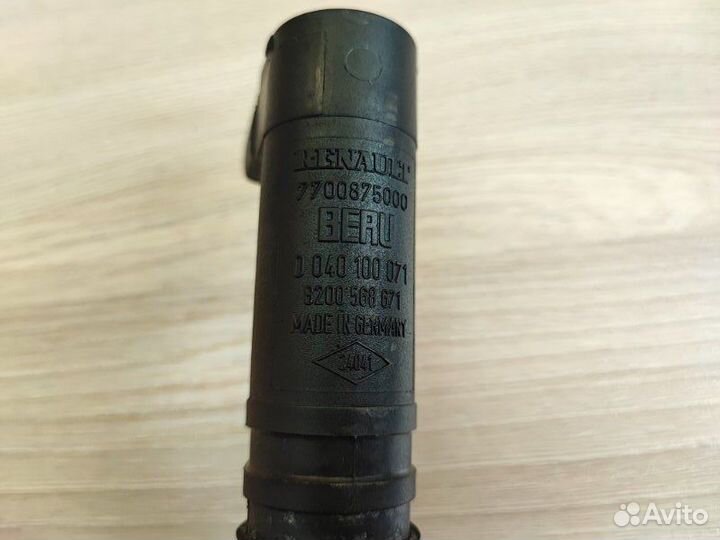 RENAULT
7700875000
BERU
0 040 100 071
8200 568 671
MADE IN GERMANY
24041
Avito